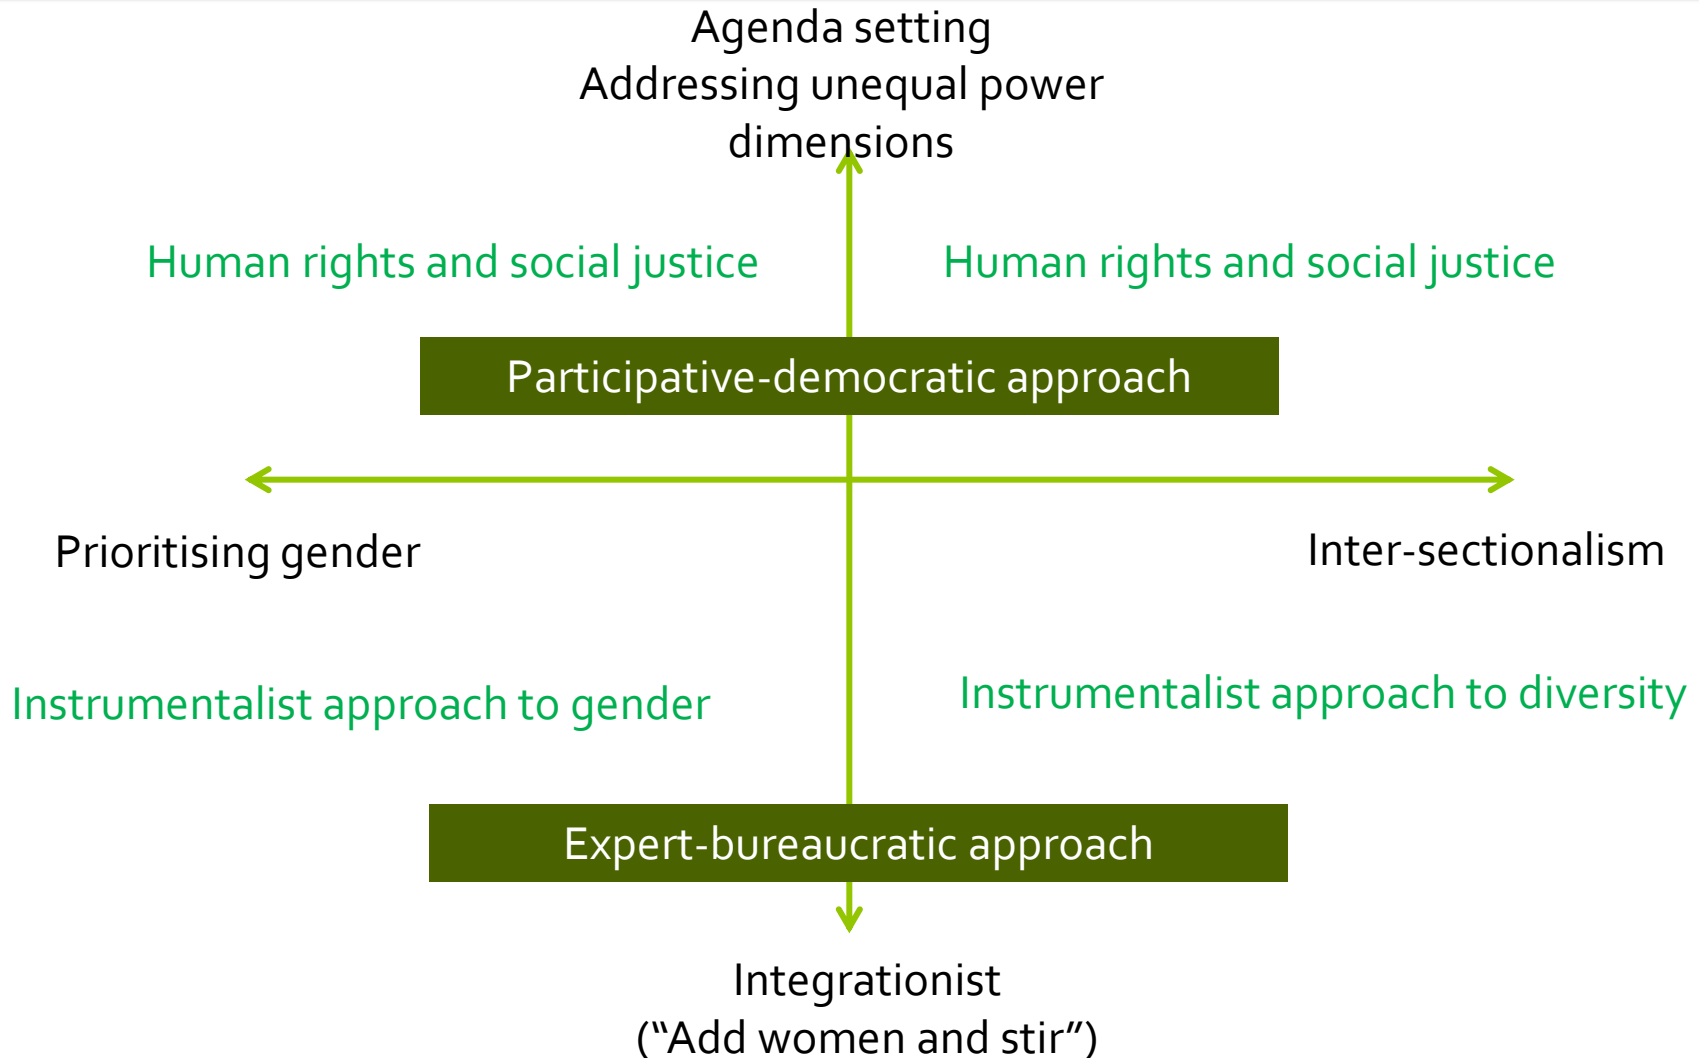 Agenda setting
Addressing unequal power
dimensions
Human rights and social justice
Human rights and social justice
Participative-democratic approach
Prioritising gender
Inter-sectionalism
Instrumentalist approach to gender
Instrumentalist approach to diversity
Expert-bureaucratic approach
Integrationist
(“Add women and stir”)